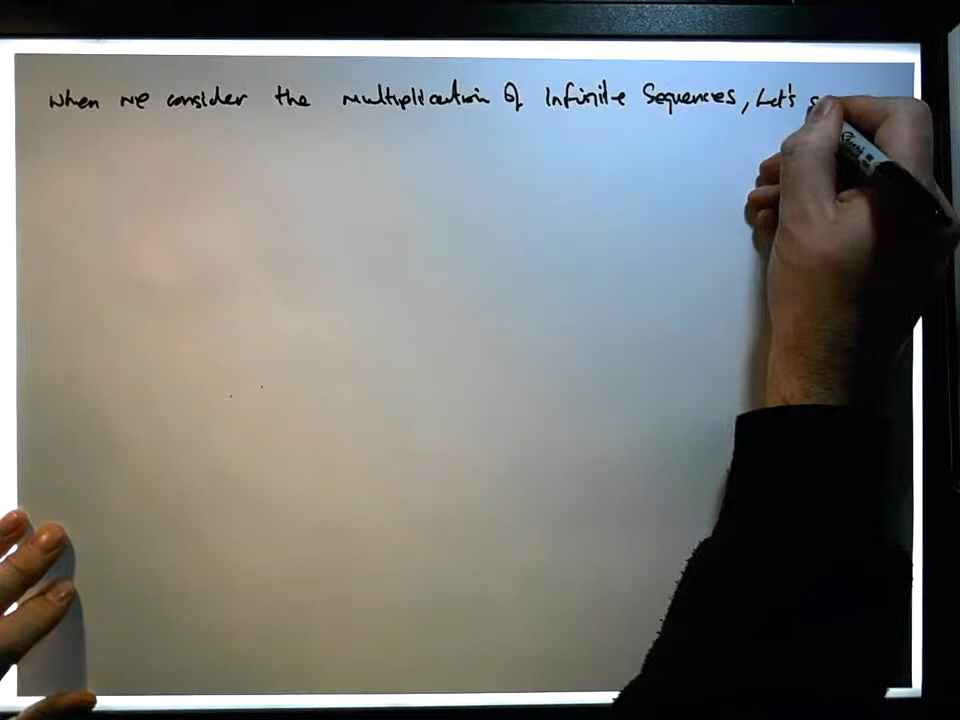 When we consider the multiplication of infinite sequences, Let's